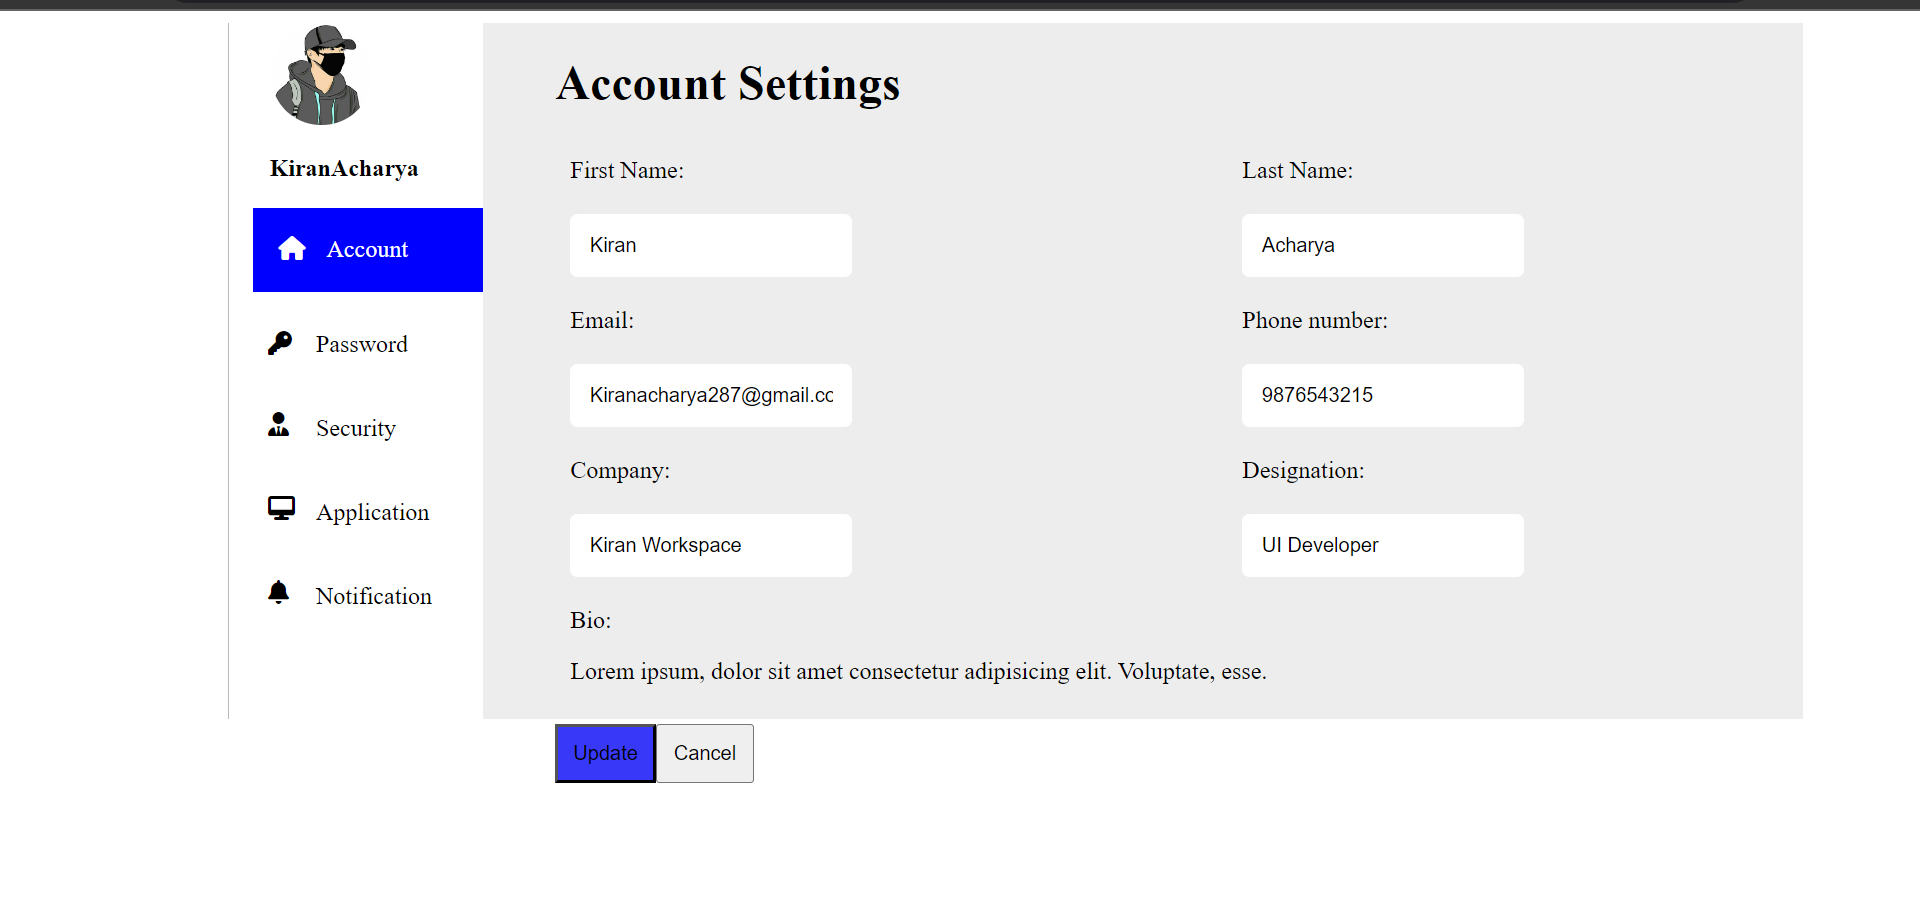 KiranAcharya
Account
Password
Security
Application
Notification
Account Settings
First Name:
Last Name:
Kiran
Acharya
Email:
Phone number:
Kiranacharya287@gmail.cc
9876543215
Company:
Designation:
Kiran Workspace
UI Developer
Bio:
Lorem ipsum, dolor sit amet consectetur adipisicing elit. Voluptate, esse.
Update
Cancel